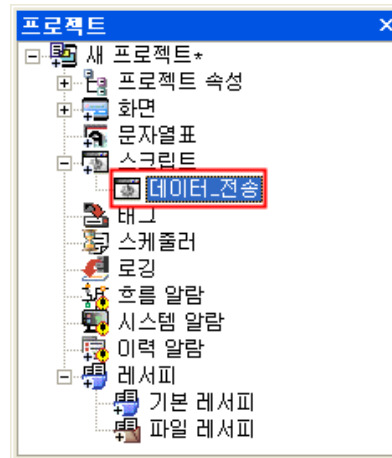 프로젝트
새 프로젝트*
프로젝트 속성
화면
문자열표
스크립트
데이터_전송
태그
스케줄러
로깅
흐름 알람
시스템 알람
이력 알람
레서피
기본 레서피
파일 레서피